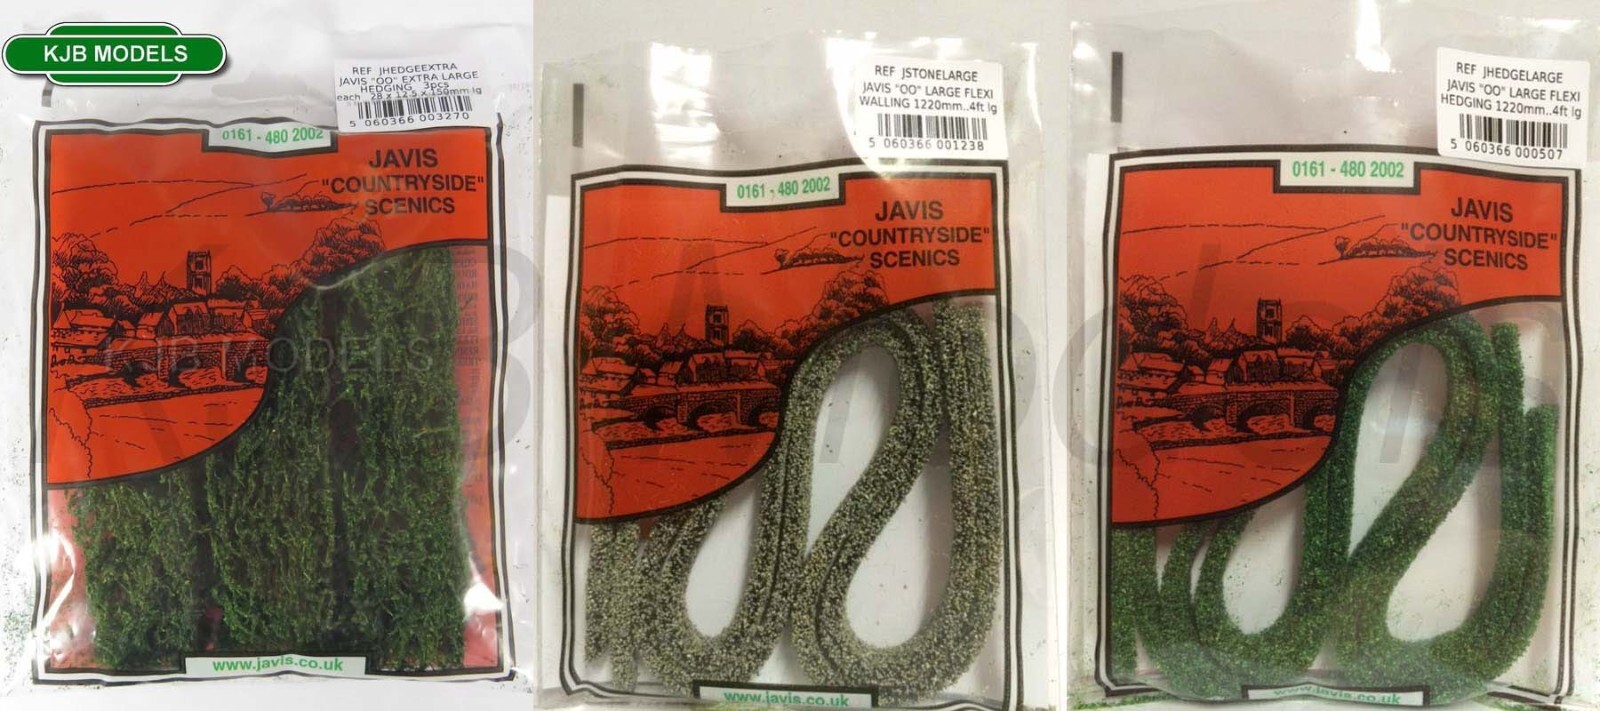 KJB MODELS
REF JHEDGEEXTRA
JAVIS "OO" EXTRA LARGE
HEDGING 3pcs
each 28 x 12.5 x 150mm lg
5 060366 003270
0161 - 480 2002
JAVIS
"COUNTRYSIDE"
SCENICS
KJB MODELS
www.javis.co.uk
REF JSTONELARGE
JAVIS "OO" LARGE FLEXI
WALLING 1220mm..4ft lg
5 060366 001238
0161 - 480 2002
JAVIS
"COUNTRYSIDE"
SCENICS
www.javis.co.uk
REF JHEDGELARGE
JAVIS "OO" LARGE FLEXI
HEDGING 1220mm..4ft lg
5 060366 000507
0161 - 480 2002
JAVIS
"COUNTRYSIDE"
SCENICS
www.javis.co.uk